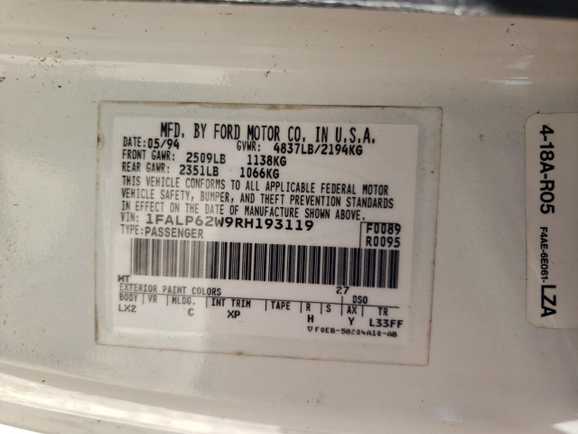 MFD. BY FORD MOTOR CO. IN U.S.A.
DATE: 05/94 GVWR: 4837LB/2194KG
FRONT GAWR: 2509LB 1138KG
REAR GAWR: 2351LB 1066KG
THIS VEHICLE CONFORMS TO ALL APPLICABLE FEDERAL MOTOR
VEHICLE SAFETY, BUMPER, AND THEFT PREVENTION STANDARDS
IN EFFECT ON THE DATE OF MANUFACTURE SHOWN ABOVE.
VIN: 1FALP62W9RH193119 F0089
TYPE: PASSENGER R0095
WT 27
EXTERIOR PAINT COLORS DSO
BODY VR MLDG. INT TRIM TAPE R S AX TR
LX2 C XP H Y L33FF
4-18A-R05
F4AE-6E061-LZA